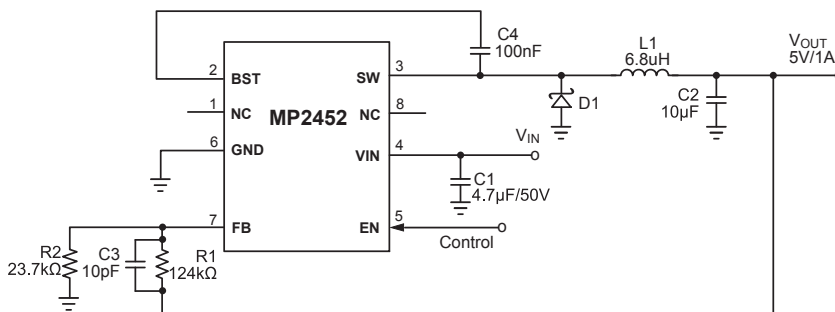 C4
100nF
L1
6.8uH
VOUT
5V/1A
2
BST
SW
3
D1
C2
10µF
1
NC
MP2452
NC
8
6
GND
VIN
4
VIN
C1
4.7µF/50V
7
FB
EN
5
Control
R2
23.7kΩ
C3
10pF
R1
124kΩ